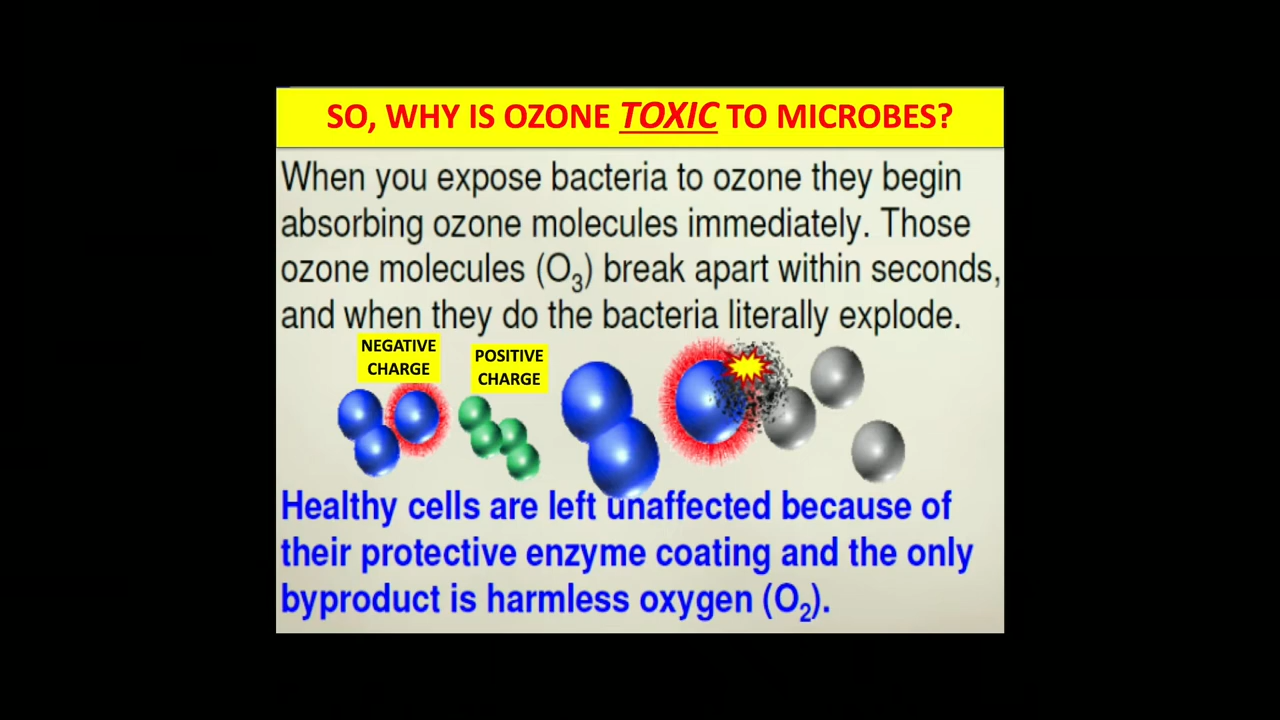 SO, WHY IS OZONE TOXIC TO MICROBES?
When you expose bacteria to ozone they begin
absorbing ozone molecules immediately. Those
ozone molecules (O₃) break apart within seconds,
and when they do the bacteria literally explode.
NEGATIVE
CHARGE
POSITIVE
CHARGE
Healthy cells are left unaffected because of
their protective enzyme coating and the only
byproduct is harmless oxygen (O₂).